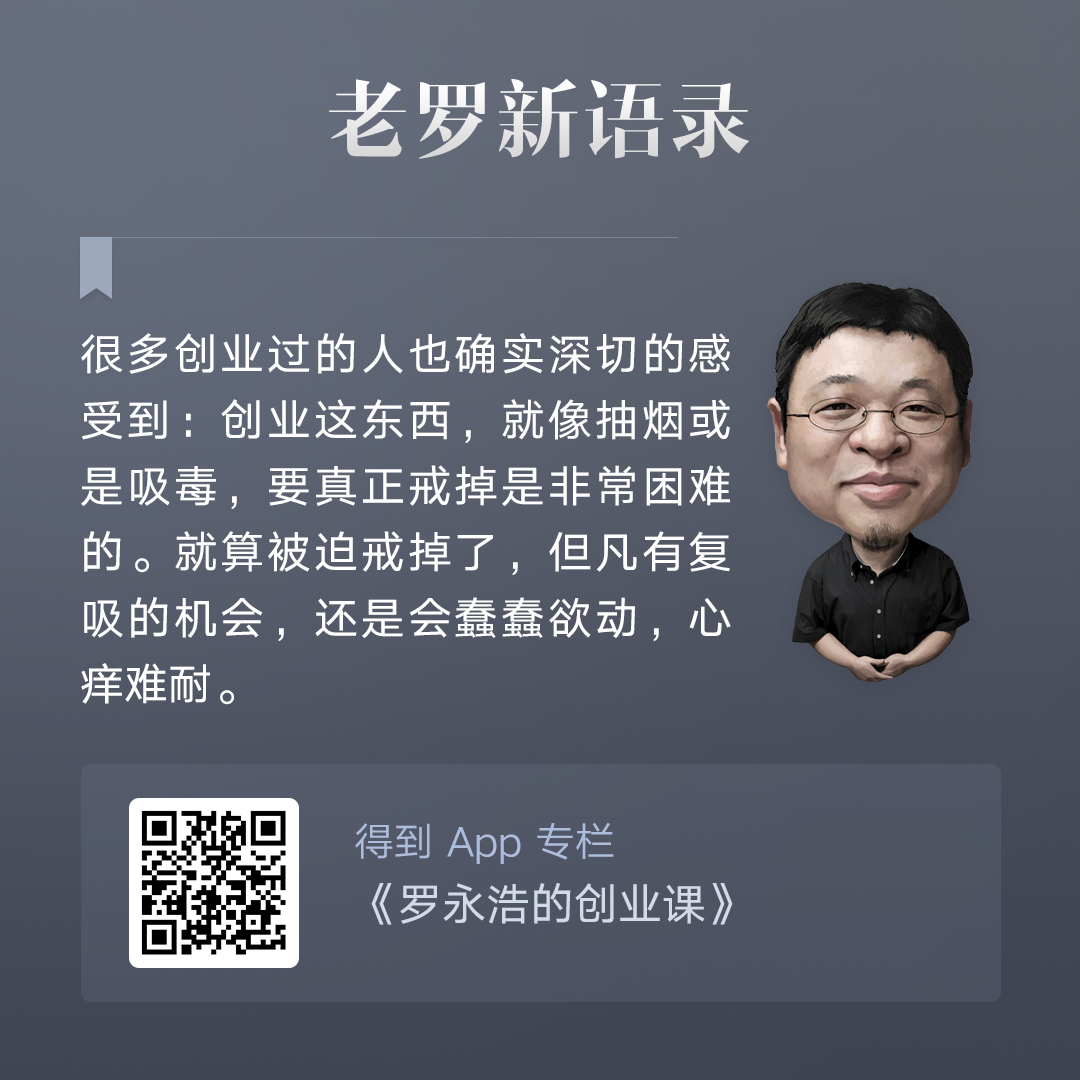 老罗新语录
很多创业过的人也确实深切的感
受到：创业这东西，就像抽烟或
是吸毒，要真正戒掉是非常困难
的。就算被迫戒掉了，但凡有复
吸的机会，还是会蠢蠢欲动，心
痒难耐。
得到 App 专栏
《罗永浩的创业课》